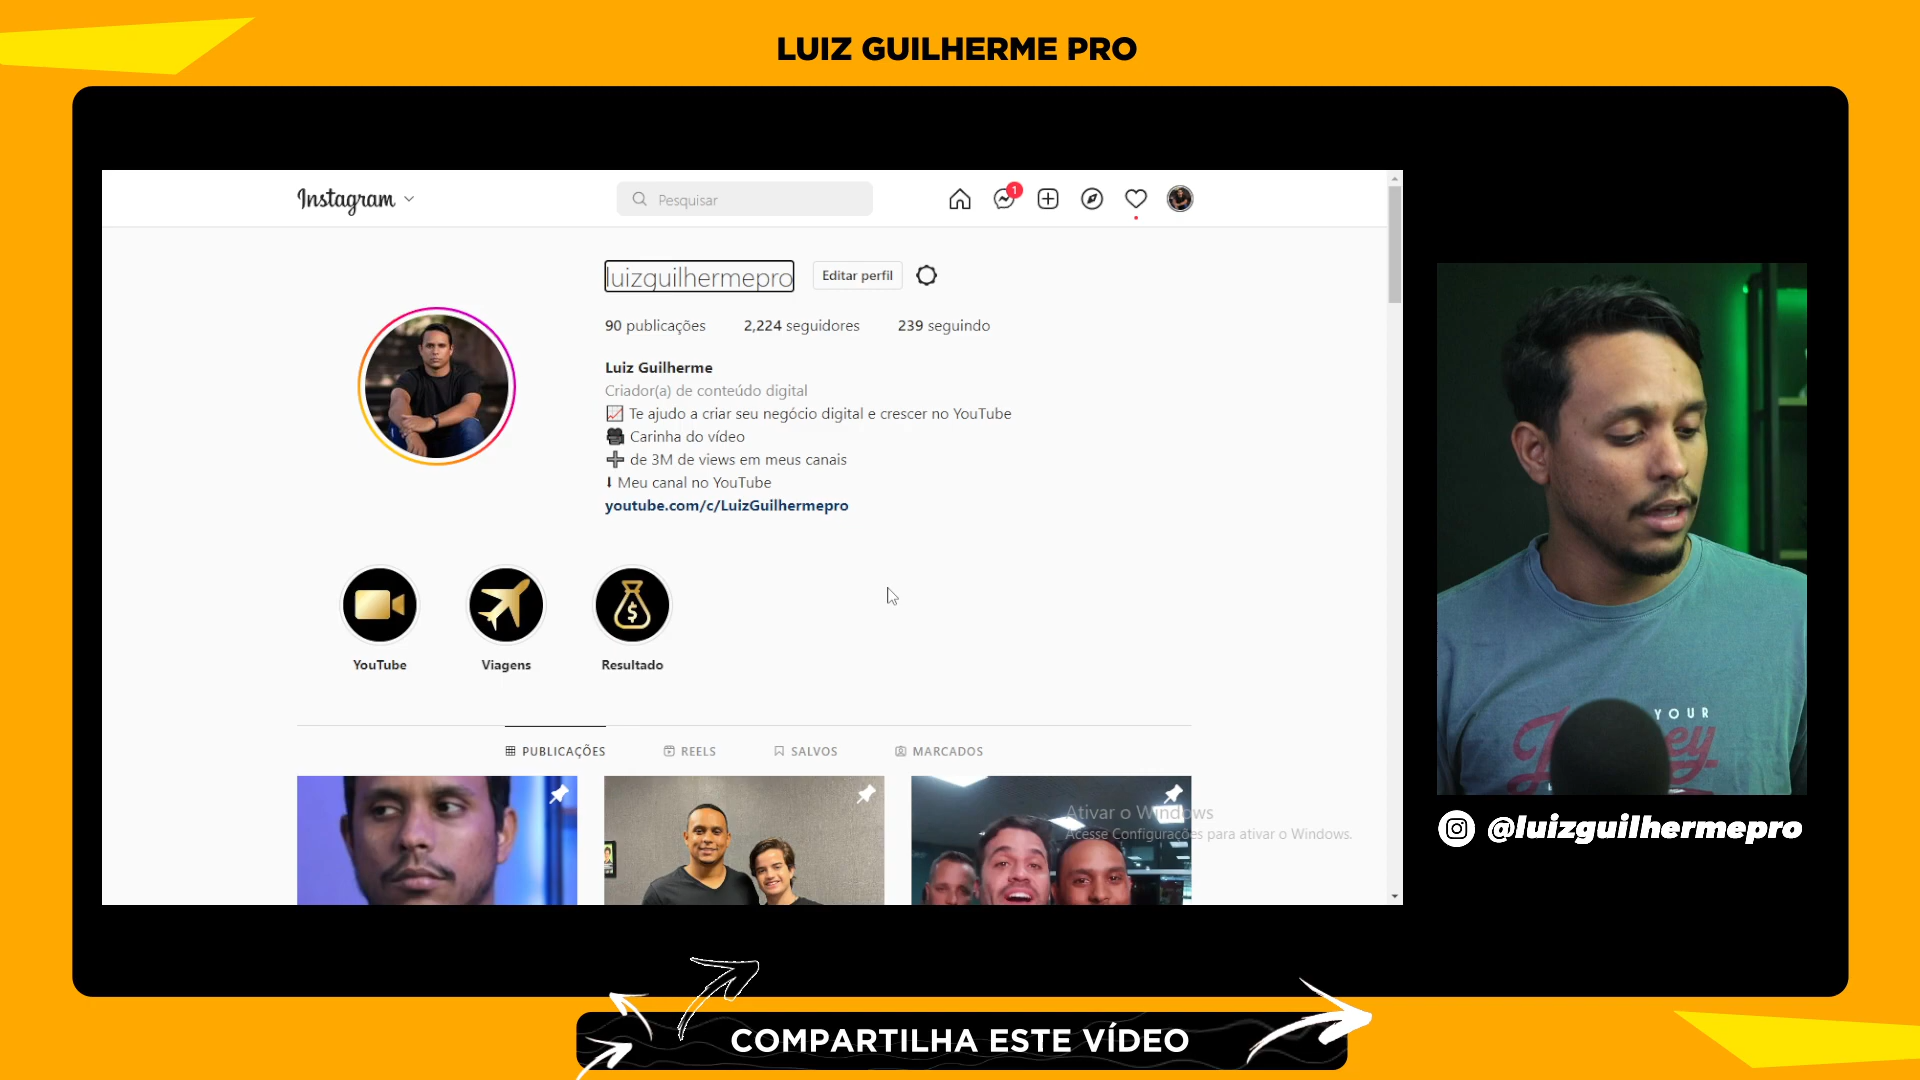 LUIZ GUILHERME PRO
Instagram
Pesquisar
1
luizguilhermepro
Editar perfil
90 publicações 2,224 seguidores 239 seguindo
Luiz Guilherme
Criador(a) de conteúdo digital
Te ajudo a criar seu negócio digital e crescer no YouTube
Carinha do vídeo
de 3M de views em meus canais
Meu canal no YouTube
youtube.com/c/LuizGuilhermepro
YouTube Viagens Resultado
PUBLICAÇÕES REELS SALVOS MARCADOS
Ativar o Windows
Acesse Configurações para ativar o Windows.
YOUR
@luizguilhermepro
COMPARTILHA ESTE VÍDEO